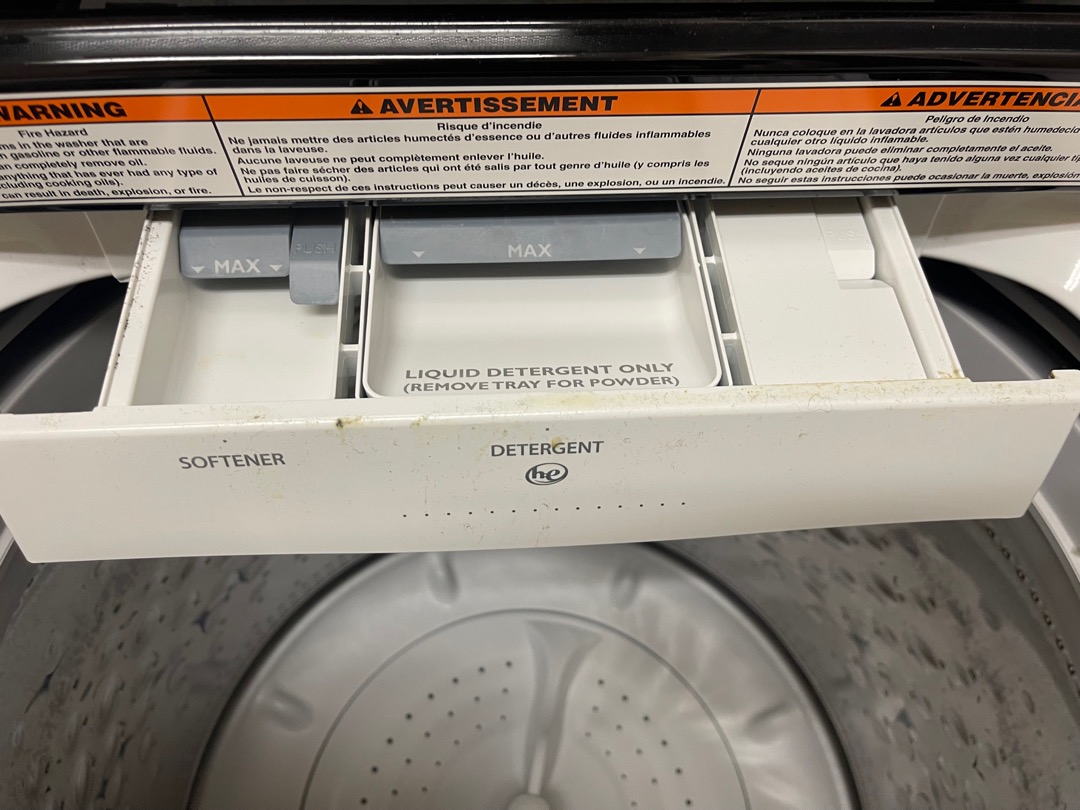 WARNING
Fire Hazard
ms in the washer that are
gasoline or other flammable fluids.
can completely remove oil.
anything that has ever had any type of
cluding cooking oils).
can result in death, explosion, or fire.
AVERTISSEMENT
Risque d'incendie
Ne jamais mettre des articles humectés d'essence ou d'autres fluides inflammables
dans la laveuse.
Aucune laveuse ne peut complètement enlever l'huile.
Ne pas faire sécher des articles qui ont été salis par tout genre d'huile (y compris les
huiles de cuisson).
Le non-respect de ces instructions peut causer un décès, une explosion, ou un incendie.
ADVERTENCIA
Peligro de Incendio
Nunca coloque en la lavadora artículos que estén humedecido
cualquier otro líquido inflamable.
Ninguna lavadora puede eliminar completamente el aceite.
No seque ningún artículo que haya tenido alguna vez cualquier tip
(incluyendo aceites de cocina).
No seguir estas instrucciones puede ocasionar la muerte, explosión
MAX
PUSH
MAX
PUSH
LIQUID DETERGENT ONLY
(REMOVE TRAY FOR POWDER)
SOFTENER
DETERGENT
he